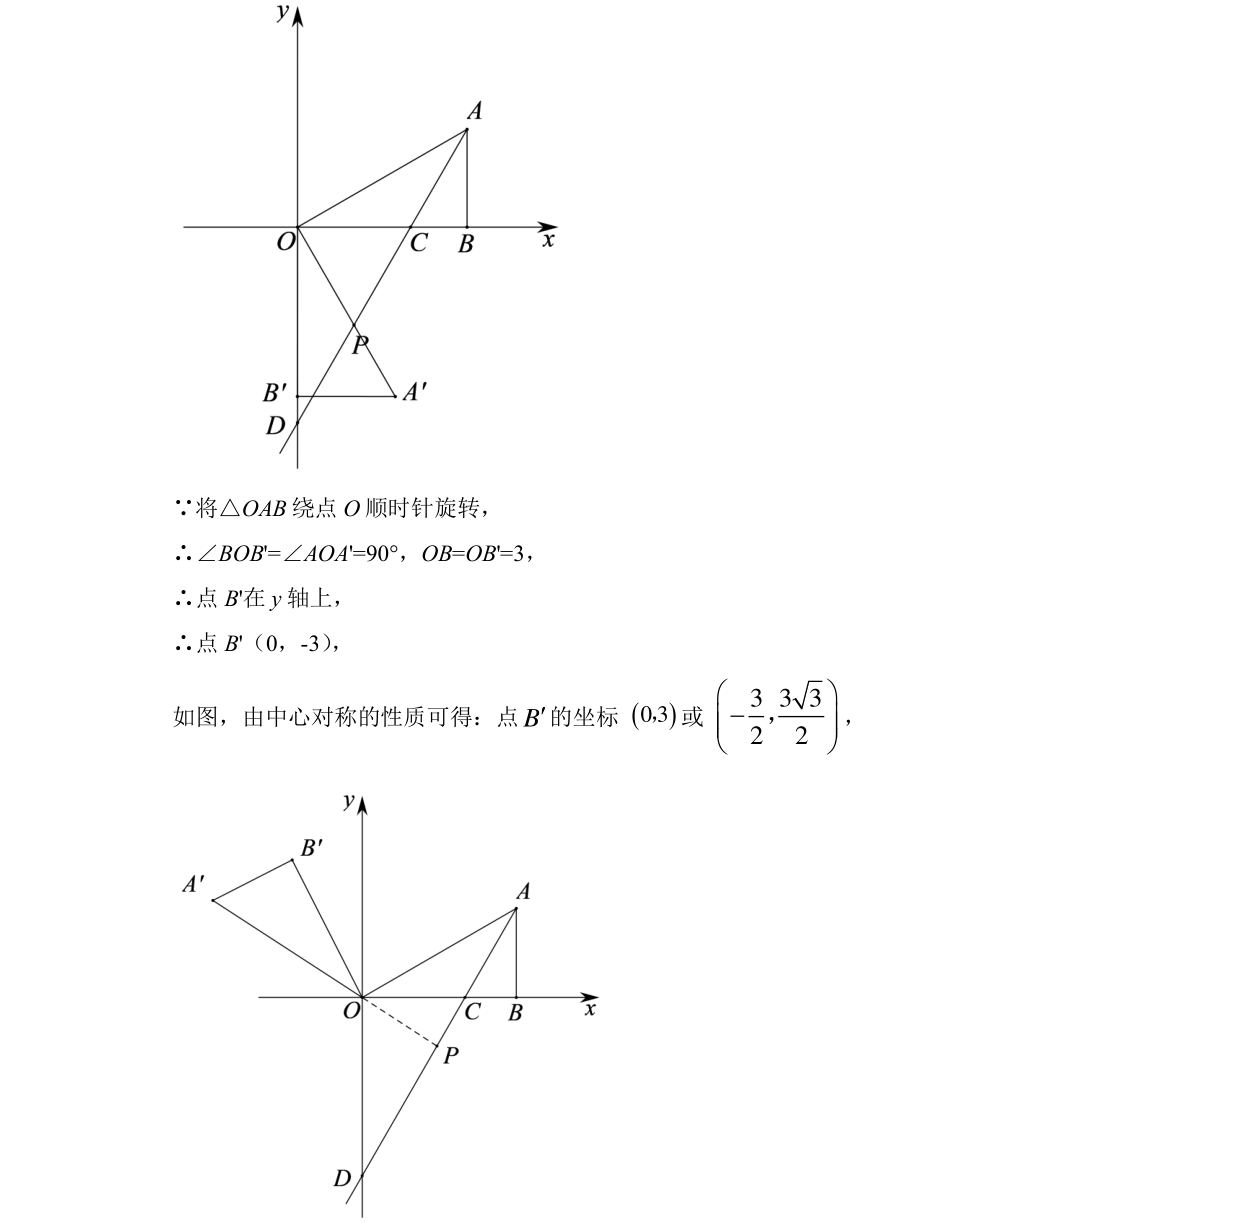 y
A
O
C
B
x
P
B′
A′
D
∵将△OAB绕点O顺时针旋转，
∴∠BOB'=∠AOA'=90°，OB=OB'=3，
∴点B'在y轴上，
∴点B'（0，-3），
如图，由中心对称的性质可得：点B′的坐标 (0,3)或 (-3/2, 3√3/2)，
y
B′
A′
A
O
C
B
x
P
D